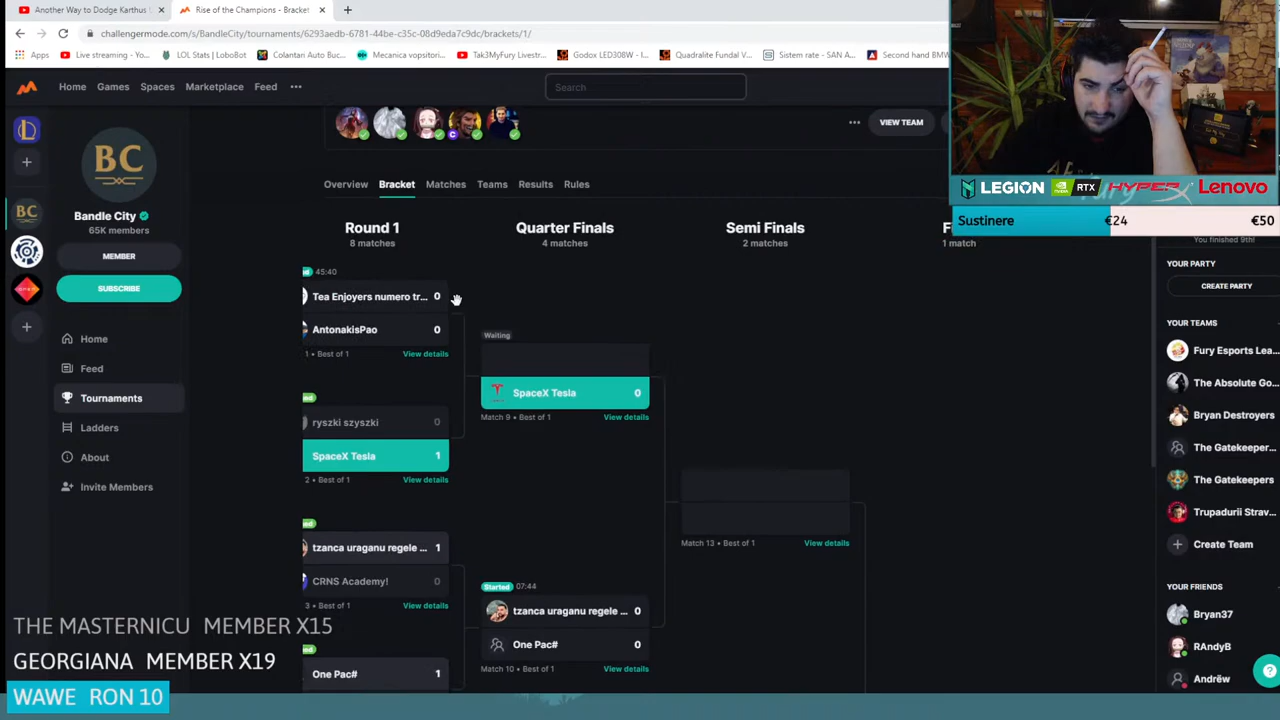 Another Way to Dodge Karthus
Rise of the Champions - Bracket
challengermode.com/s/BandleCity/tournaments/6293aedb-6781-44be-c35c-08d9eda7c9dc/brackets/1/
Apps
Live streaming - Yo...
LOL Stats | LoboBot
Colantari Auto Buc...
Mecanica vopsitori...
Tak3MyFury Livestr...
Godox LED308W - I...
Quadralite Fundal V...
Sistem rafturi - SAN A...
Second hand BMW
Home
Games
Spaces
Marketplace
Feed
Search
VIEW TEAM
LEGION
NVIDIA
RTX
HYPERX
Lenovo
Sustinere
€24
€50
BC
Bandle City
65K members
MEMBER
SUBSCRIBE
Home
Feed
Tournaments
Ladders
About
Invite Members
Overview
Bracket
Matches
Teams
Results
Rules
Round 1
8 matches
Quarter Finals
4 matches
Semi Finals
2 matches
1 match
45:40
Tea Enjoyers numero tr... 0
AntonakisPao 0
1 • Best of 1
View details
ryszki szyszki 0
SpaceX Tesla 1
2 • Best of 1
View details
tzanca uraganu regele ... 1
CRNS Academy! 0
3 • Best of 1
View details
One Pac# 1
Waiting
SpaceX Tesla 0
Match 9 • Best of 1
View details
Started 07:44
tzanca uraganu regele ... 0
One Pac# 0
Match 10 • Best of 1
View details
Match 13 • Best of 1
View details
You finished 9th!
YOUR PARTY
CREATE PARTY
YOUR TEAMS
Fury Esports Lea...
The Absolute Go...
Bryan Destroyers
The Gatekeeper...
The Gatekeepers
Trupadurii Strav...
Create Team
YOUR FRIENDS
Bryan37
RAndyB
Andrëw
THE MASTERNICU MEMBER X15
GEORGIANA MEMBER X19
WAWE RON 10